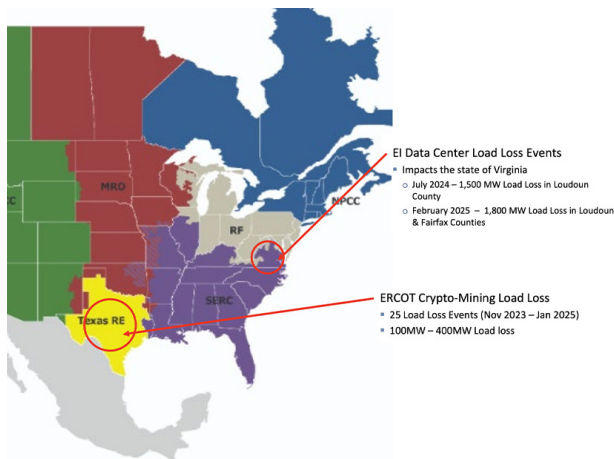 CC
MRO
NPCC
RF
SERC
Texas RE
EI Data Center Load Loss Events
▪ Impacts the state of Virginia
o July 2024 – 1,500 MW Load Loss in Loudoun
County
o February 2025 – 1,800 MW Load Loss in Loudoun
& Fairfax Counties
ERCOT Crypto-Mining Load Loss
▪ 25 Load Loss Events (Nov 2023 – Jan 2025)
▪ 100MW – 400MW Load loss